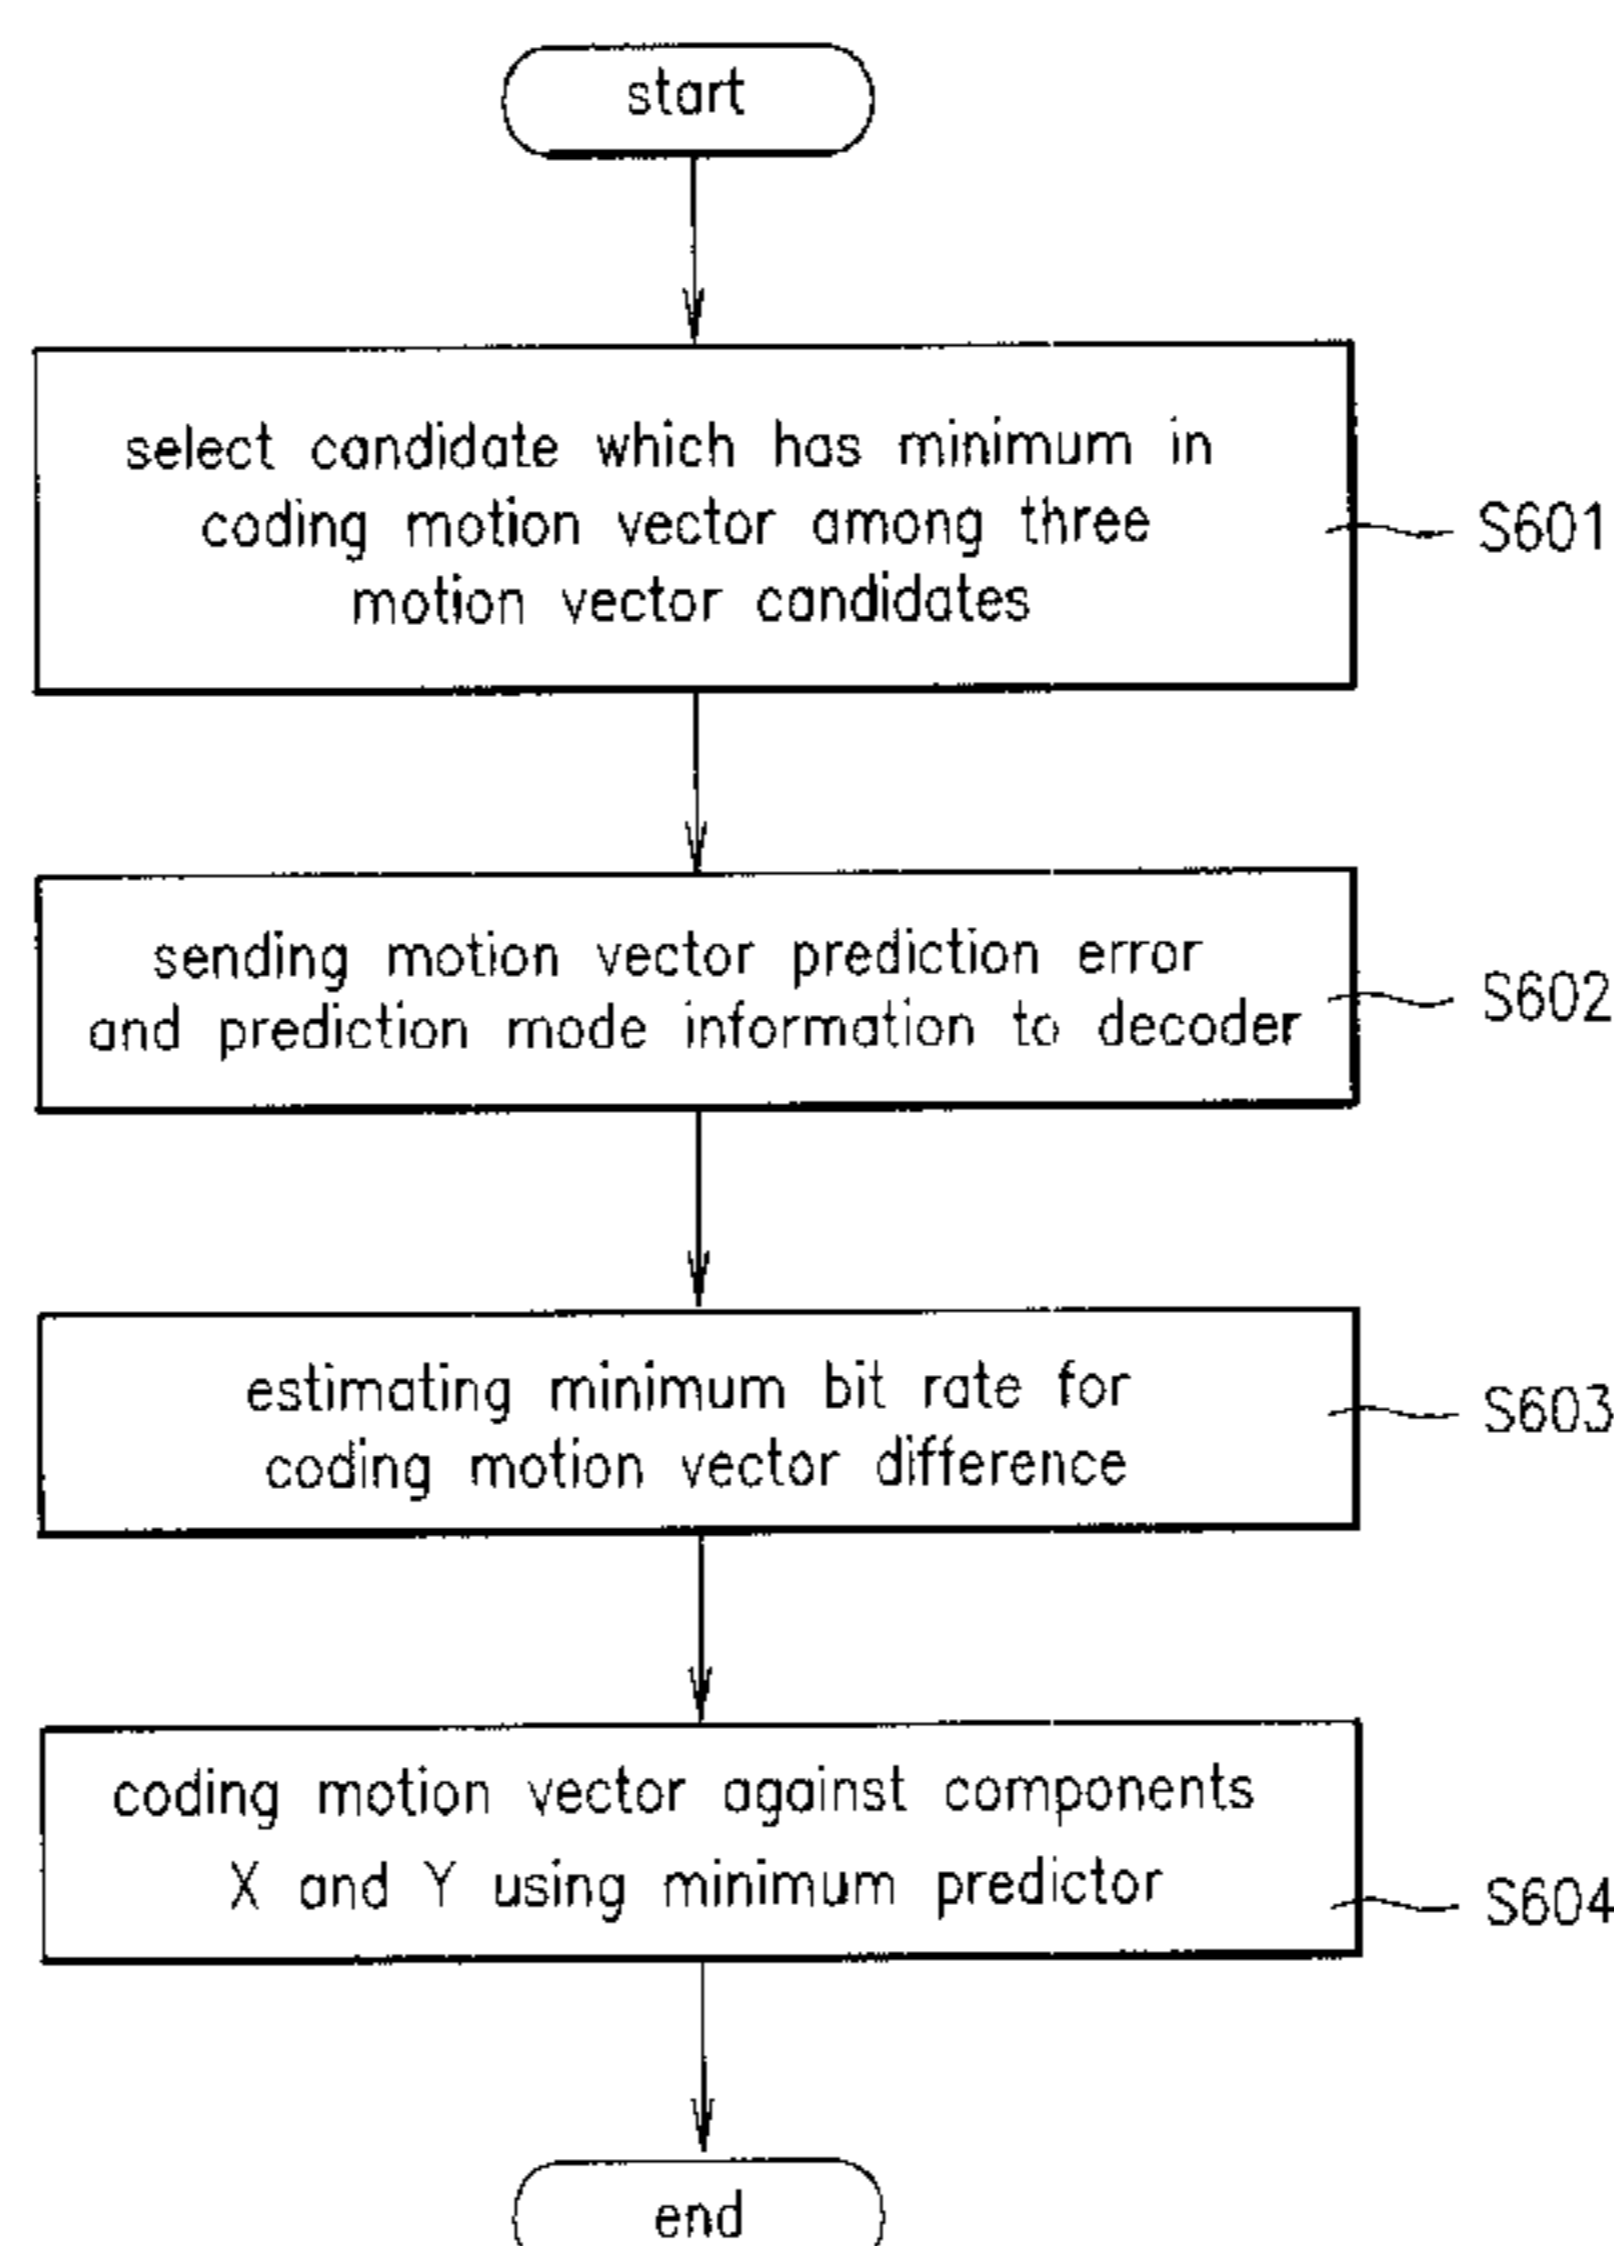 start
select candidate which has minimum in
coding motion vector among three
motion vector candidates
S601
sending motion vector prediction error
and prediction mode information to decoder
S602
estimating minimum bit rate for
coding motion vector difference
S603
coding motion vector against components
X and Y using minimum predictor
S604
end